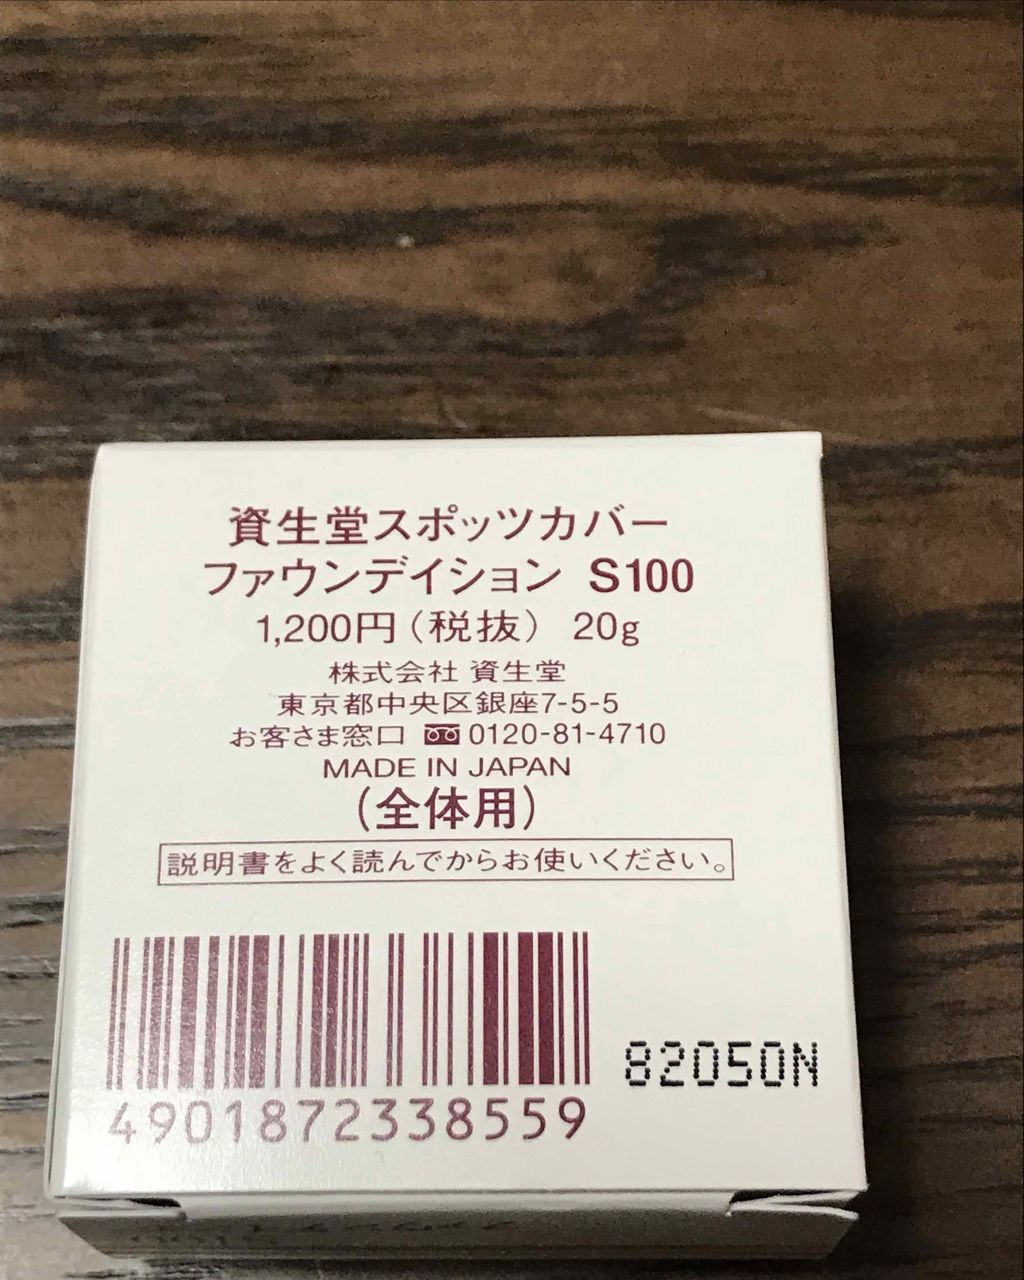 資生堂スポッツカバー
ファウンデイション S100
1,200円(税抜) 20g
株式会社 資生堂
東京都中央区銀座7-5-5
お客さま窓口 0120-81-4710
MADE IN JAPAN
(全体用)
説明書をよく読んでからお使いください。
82050N
4901872338559